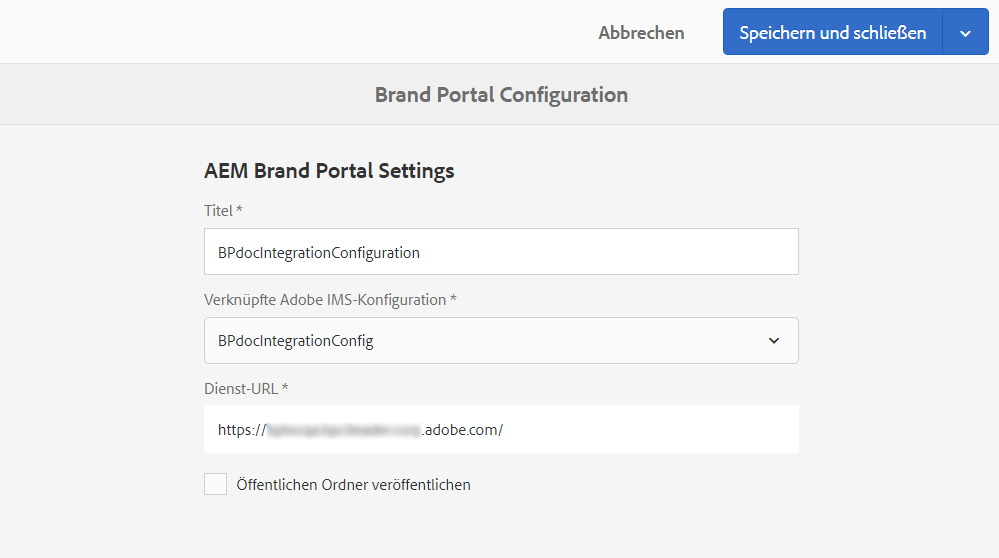 Abbrechen
Speichern und schließen
Brand Portal Configuration
AEM Brand Portal Settings
Titel *
BPdocIntegrationConfiguration
Verknüpfte Adobe IMS-Konfiguration *
BPdocIntegrationConfig
Dienst-URL *
https:// .adobe.com/
Öffentlichen Ordner veröffentlichen